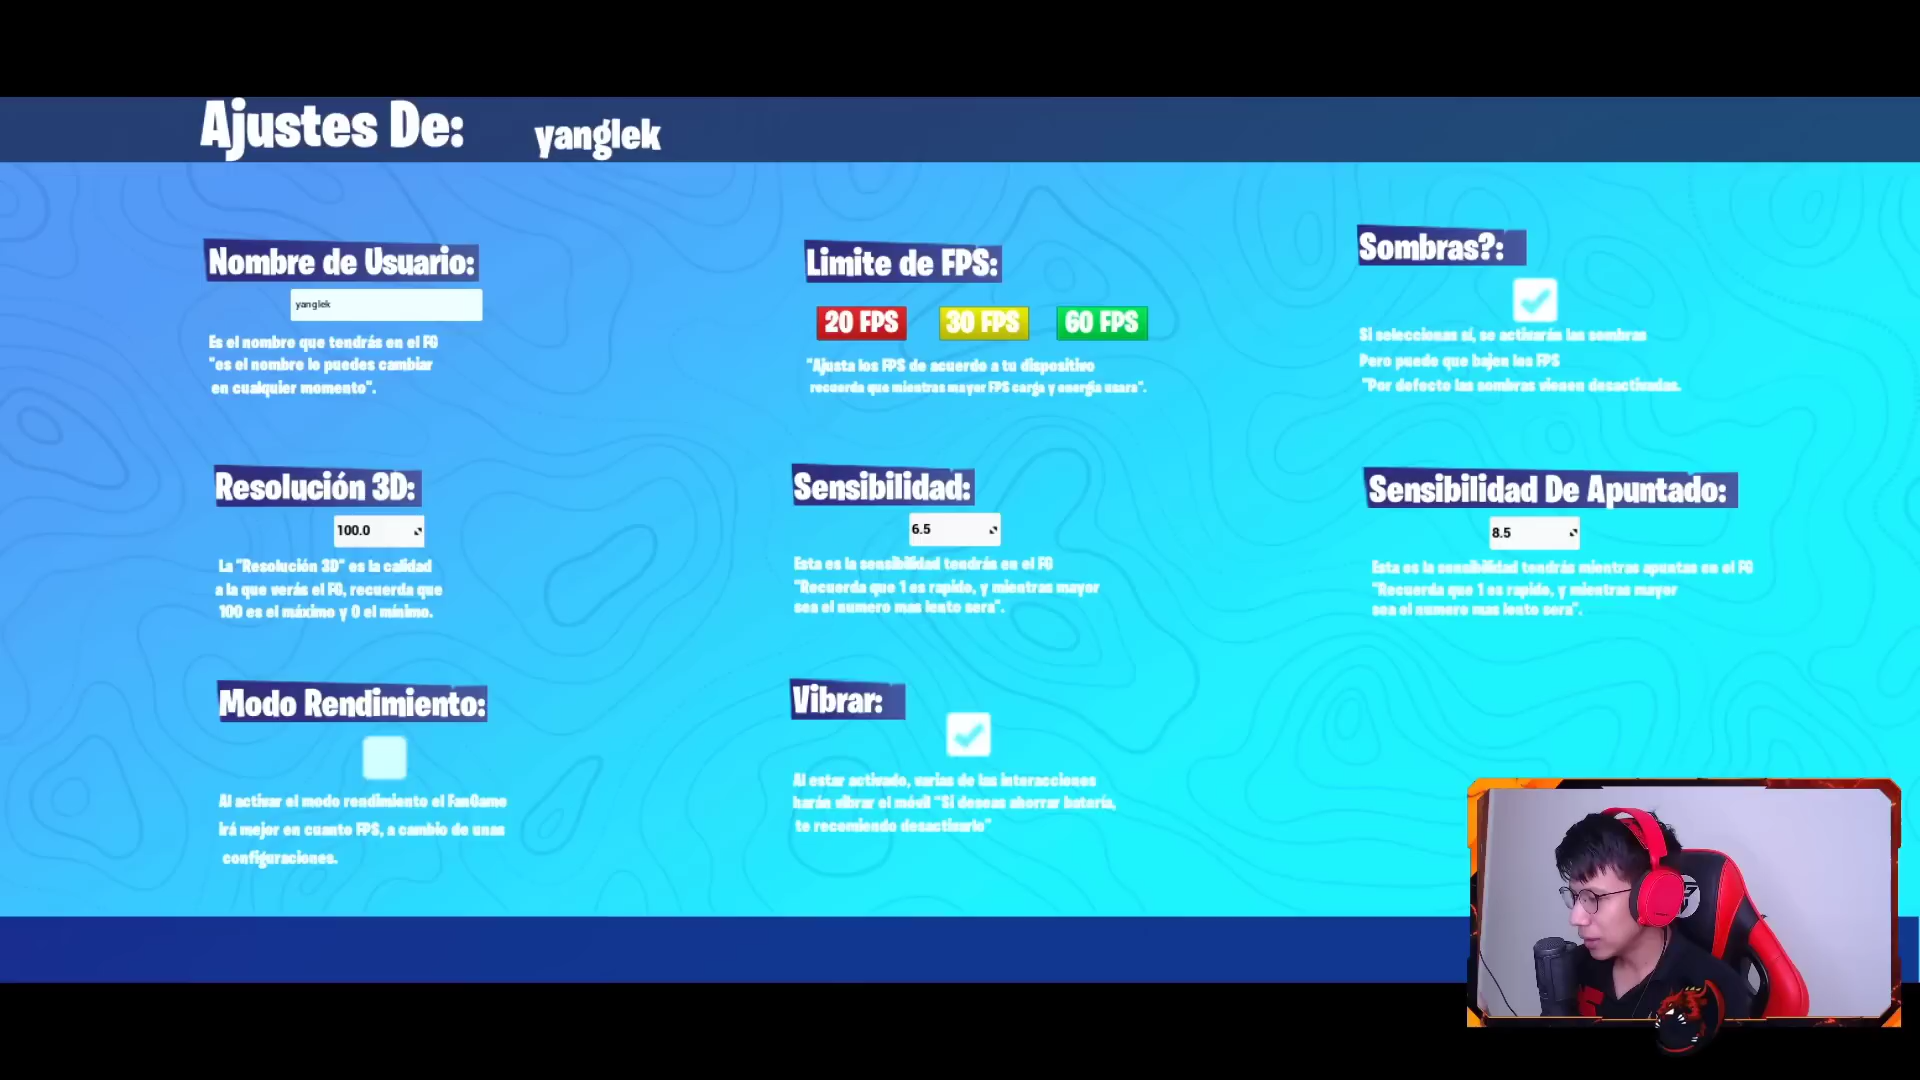 Ajustes De: yanglek
Nombre de Usuario:
yanglek
Es el nombre que tendrás en el FG
"es el nombre lo puedes cambiar
en cualquier momento".
Limite de FPS:
20 FPS 30 FPS 60 FPS
"Ajusta los FPS de acuerdo a tu dispositivo
recuerda que mientras mayor FPS carga y energia usara".
Sombras?:
Si seleccionas sí, se activarán las sombras
Pero puede que bajen los FPS
"Por defecto las sombras vienen desactivadas.
Resolución 3D:
100.0
La "Resolución 3D" es la calidad
a la que verás el FG, recuerda que
100 es el máximo y 0 el mínimo.
Sensibilidad:
6.5
Esta es la sensibilidad tendrás en el FG
"Recuerda que 1 es rapido, y mientras mayor
sea el numero mas lento sera".
Sensibilidad De Apuntado:
8.5
Esta es la sensibilidad tendrás mientras apuntas en el FG
"Recuerda que 1 es rapido, y mientras mayor
sea el numero mas lento sera".
Modo Rendimiento:
Al activar el modo rendimiento el FanGame
Irá mejor en cuanto FPS, a cambio de unas
configuraciones.
Vibrar:
Al estar activado, varias de las interacciones
harán vibrar el móvil "Si deseas ahorrar batería,
te recomiendo desactivarlo"